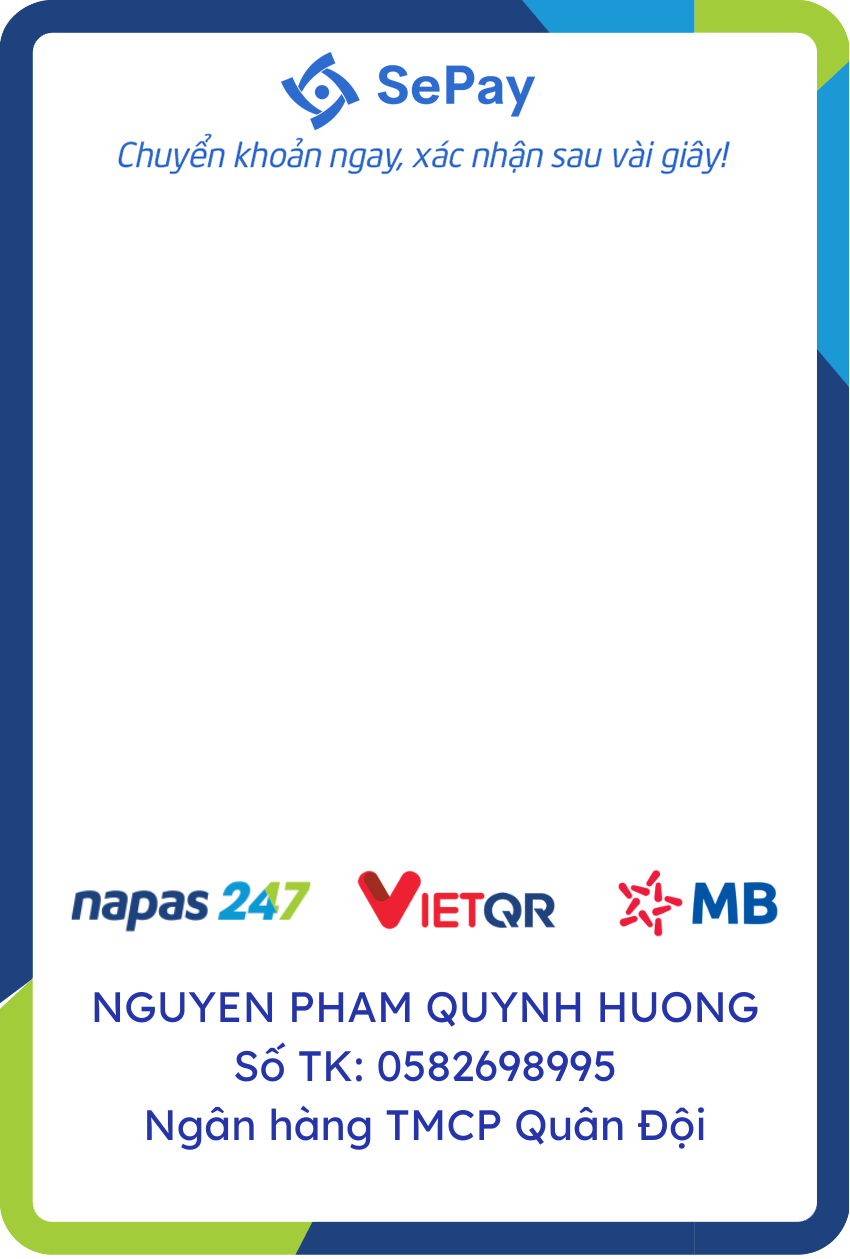 SePay
Chuyển khoản ngay, xác nhận sau vài giây!
napas 247 VIETQR MB
NGUYEN PHAM QUYNH HUONG
Số TK: 0582698995
Ngân hàng TMCP Quân Đội